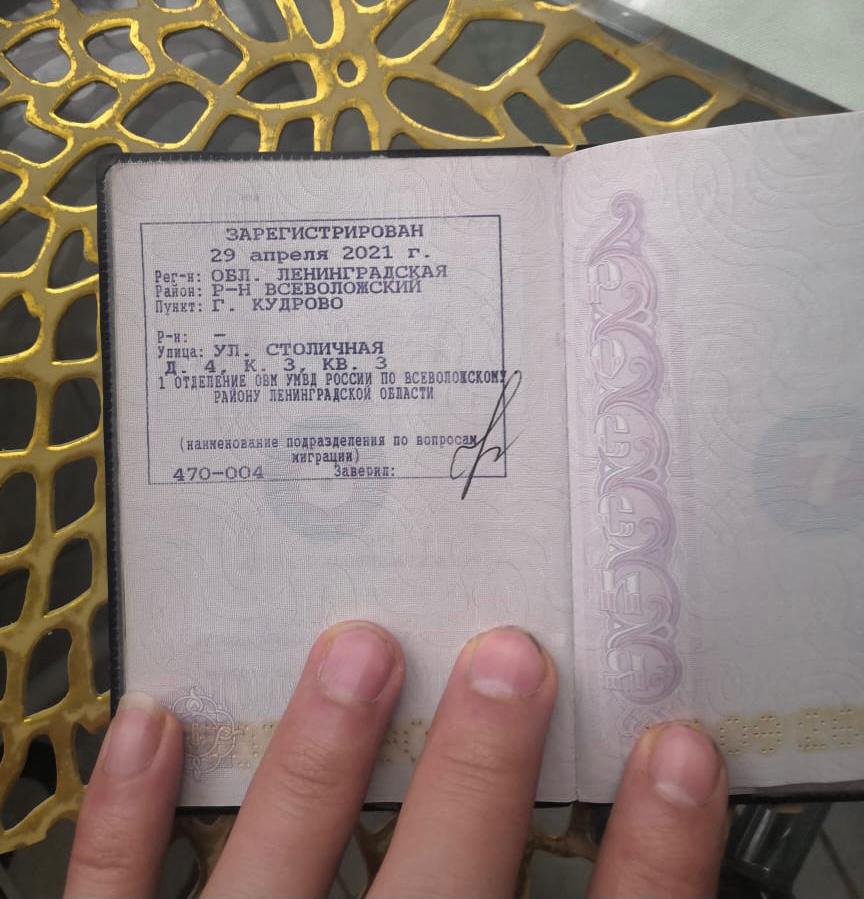 ЗАРЕГИСТРИРОВАН
29 апреля 2021 г.
Рег-н: ОБЛ. ЛЕНИНГРАДСКАЯ
Район: Р-Н ВСЕВОЛОЖСКИЙ
Пункт: Г. КУДРОВО
Р-н: –
Улица: УЛ. СТОЛИЧНАЯ
Д. 4, К. 3, КВ. 3
1 ОТДЕЛЕНИЕ ОВМ УМВД РОССИИ ПО ВСЕВОЛОЖСКОМУ
РАЙОНУ ЛЕНИНГРАДСКОЙ ОБЛАСТИ
(наименование подразделения по вопросам
миграции)
470-004 Заверил: